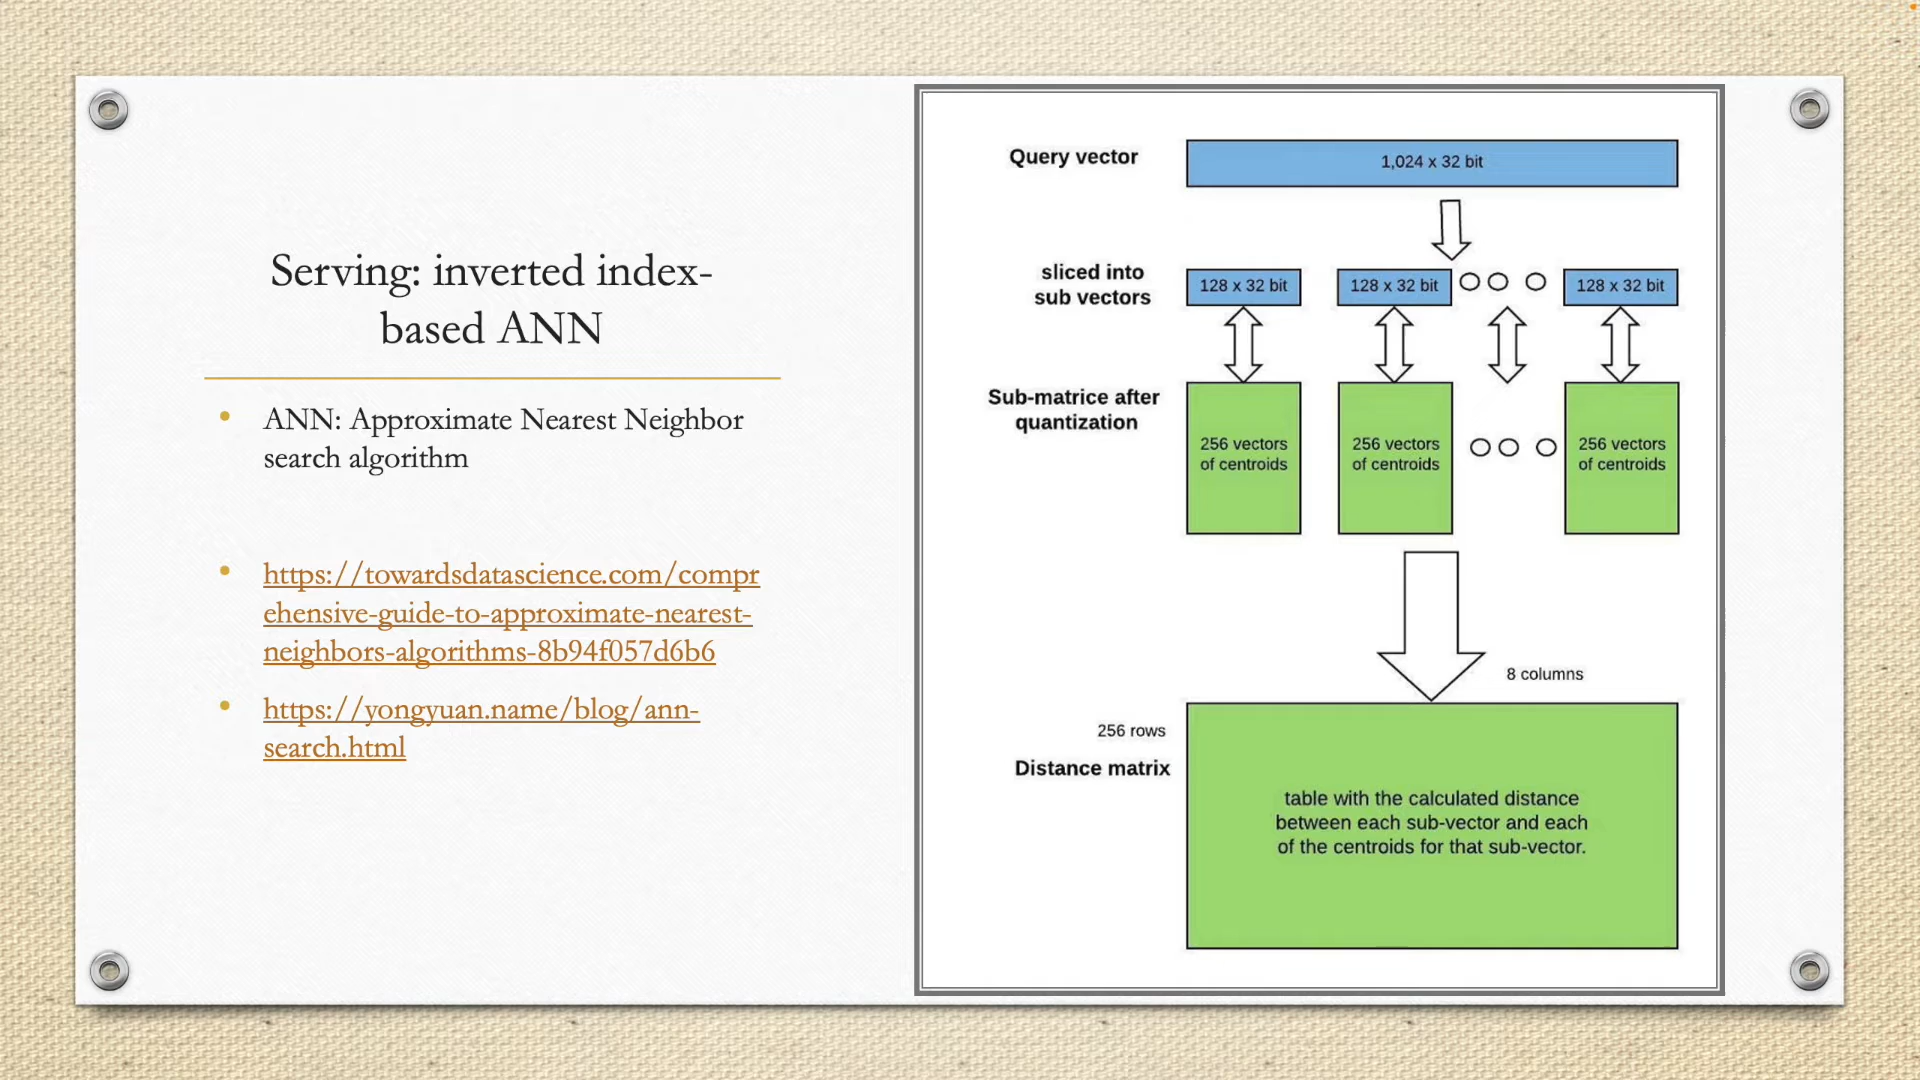 Serving: inverted index-
based ANN
ANN: Approximate Nearest Neighbor
search algorithm
https://towardsdatascience.com/compr
ehensive-guide-to-approximate-nearest-
neighbors-algorithms-8b94f057d6b6
https://yongyuan.name/blog/ann-
search.html
Query vector
1,024 x 32 bit
sliced into
sub vectors
128 x 32 bit
128 x 32 bit
128 x 32 bit
Sub-matrice after
quantization
256 vectors
of centroids
256 vectors
of centroids
256 vectors
of centroids
8 columns
256 rows
Distance matrix
table with the calculated distance
between each sub-vector and each
of the centroids for that sub-vector.